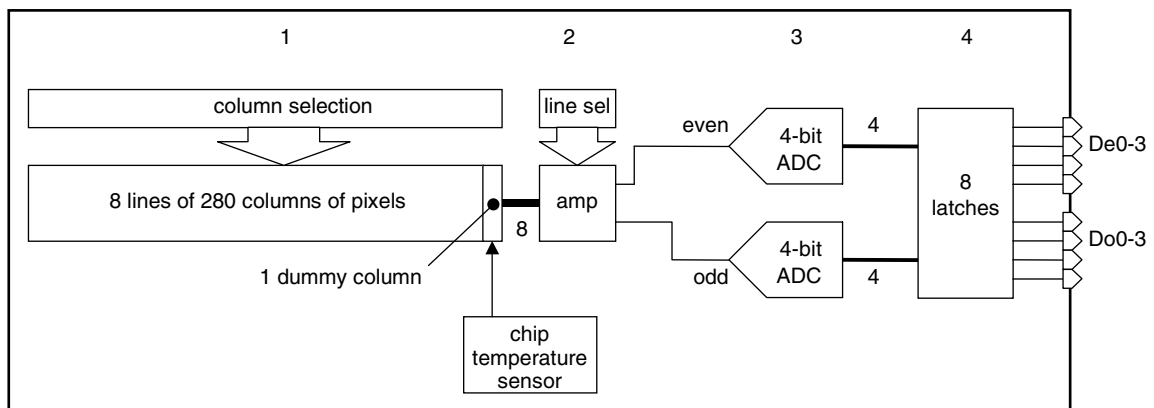 1
2
3
4
column selection
line sel
8 lines of 280 columns of pixels
1 dummy column
8
amp
chip
temperature
sensor
even
odd
4-bit
ADC
4
4-bit
ADC
4
8
latches
De0-3
Do0-3